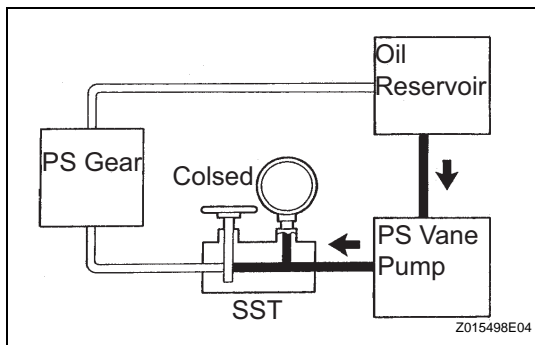 Oil
Reservoir
PS Gear
Colsed
PS Vane
Pump
SST
Z015498E04